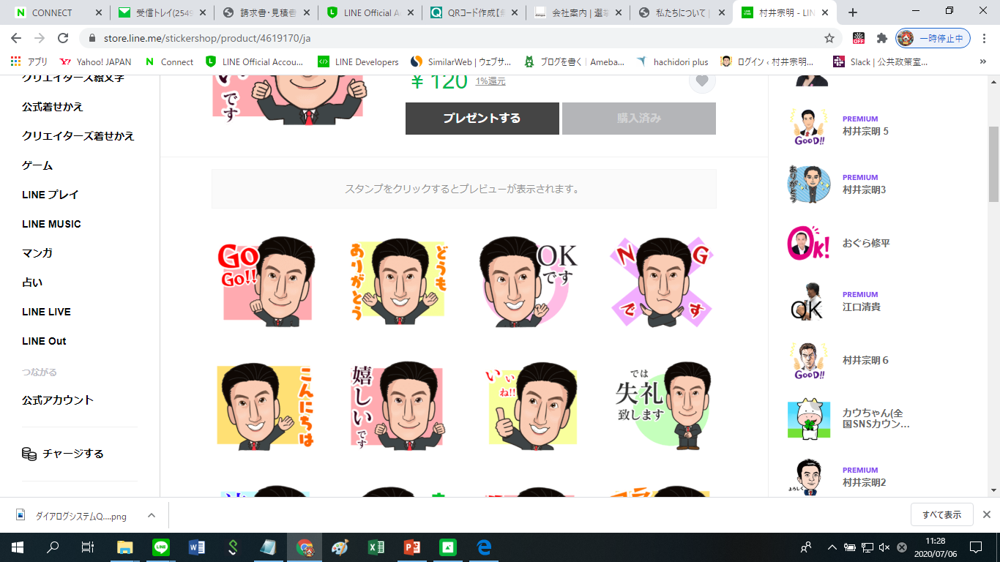 CONNECT
受信トレイ(2549
請求書・見積書
LINE Official A
QRコード作成【
会社案内 | 選挙
私たちについて |
村井宗明 - LIN
store.line.me/stickershop/product/4619170/ja
OFF
一時停止中
アプリ
Yahoo! JAPAN
Connect
LINE Official Accou...
LINE Developers
SimilarWeb | ウェブサ...
ブログを書く｜Ameba...
hachidori plus
ログイン ‹ 村井宗明...
Slack | 公共政策室...
クリエイターズ絵文字
公式着せかえ
クリエイターズ着せかえ
ゲーム
LINE プレイ
LINE MUSIC
マンガ
占い
LINE LIVE
LINE Out
つながる
公式アカウント
チャージする
いです
¥ 120
1%還元
プレゼントする
購入済み
スタンプをクリックするとプレビューが表示されます。
Go
Go!!
どうも
ありがとう
OK
です
NG
です
こんにちは
嬉しいです
いぃ
ね!!
では
失礼
致します
GOOD!!
PREMIUM
村井宗明 5
ありがとう
PREMIUM
村井宗明3
Ok!
おぐら修平
OK
PREMIUM
江口清貴
GOOD!!
村井宗明６
カウちゃん(全
国SNSカウン...
よろしく
PREMIUM
村井宗明2
ダイアログシステムQ....png
すべて表示
11:28
2020/07/06